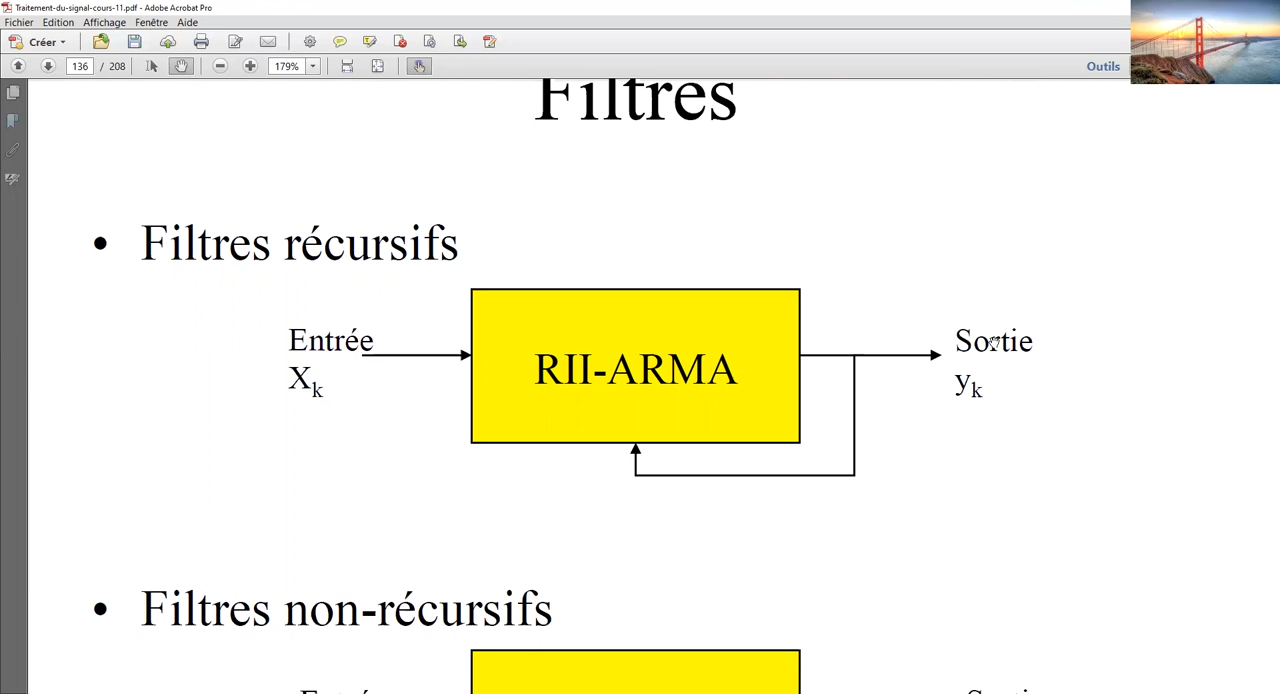 Traitement-du-signal-cours-11.pdf - Adobe Acrobat Pro
Fichier Edition Affichage Fenêtre Aide
Créer
136 / 208 179% Outils
Filtres
• Filtres récursifs
Entrée
Xk
RII-ARMA
Sortie
yk
• Filtres non-récursifs